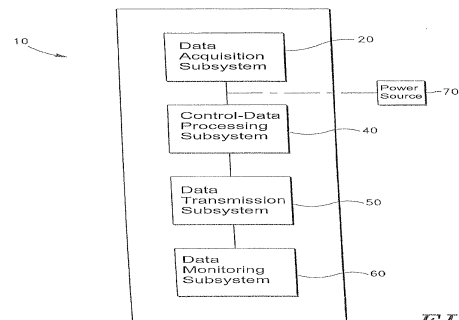 10
Data
Acquisition
Subsystem
20
Power
Source
70
Control-Data
Processing
Subsystem
40
Data
Transmission
Subsystem
50
Data
Monitoring
Subsystem
60